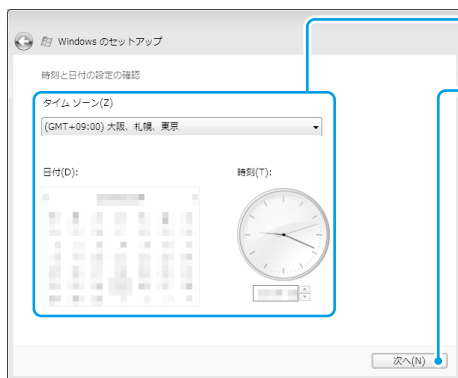 Windows のセットアップ
時刻と日付の設定の確認
タイム ゾーン(Z)
(GMT+09:00) 大阪、札幌、東京
日付(D):
時刻(T):
次へ(N)